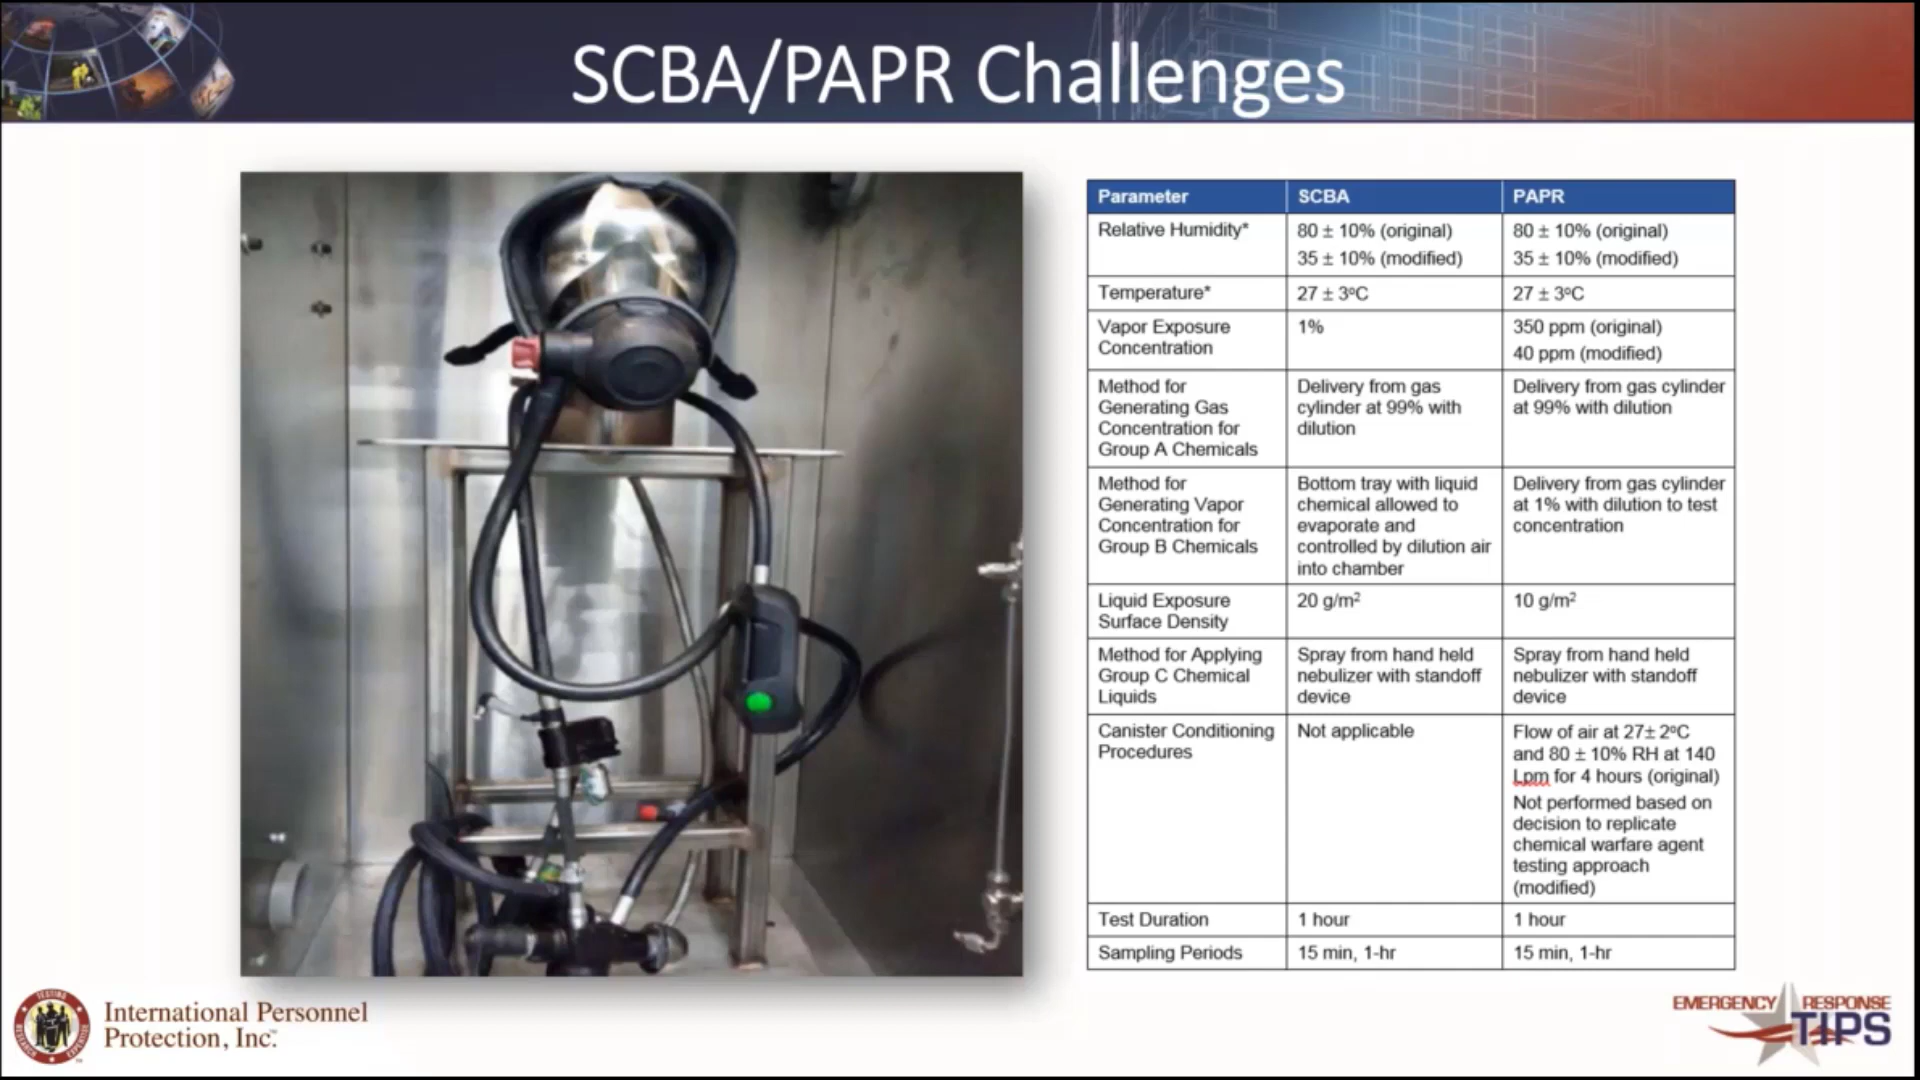 SCBA/PAPR Challenges
Parameter SCBA PAPR
Relative Humidity* 80 ± 10% (original) 80 ± 10% (original)
35 ± 10% (modified) 35 ± 10% (modified)
Temperature* 27 ± 3ºC 27 ± 3ºC
Vapor Exposure 1% 350 ppm (original)
Concentration 40 ppm (modified)
Method for Delivery from gas Delivery from gas cylinder
Generating Gas cylinder at 99% with at 99% with dilution
Concentration for dilution
Group A Chemicals
Method for Bottom tray with liquid Delivery from gas cylinder
Generating Vapor chemical allowed to at 1% with dilution to test
Concentration for evaporate and concentration
Group B Chemicals controlled by dilution air
into chamber
Liquid Exposure 20 g/m² 10 g/m²
Surface Density
Method for Applying Spray from hand held Spray from hand held
Group C Chemical nebulizer with standoff nebulizer with standoff
Liquids device device
Canister Conditioning Not applicable Flow of air at 27± 2ºC
Procedures and 80 ± 10% RH at 140
Lpm for 4 hours (original)
Not performed based on
decision to replicate
chemical warfare agent
testing approach
(modified)
Test Duration 1 hour 1 hour
Sampling Periods 15 min, 1-hr 15 min, 1-hr
TESTING
RESEARCH
EXPERTISE
International Personnel
Protection, Inc.
EMERGENCY RESPONSE
TIPS